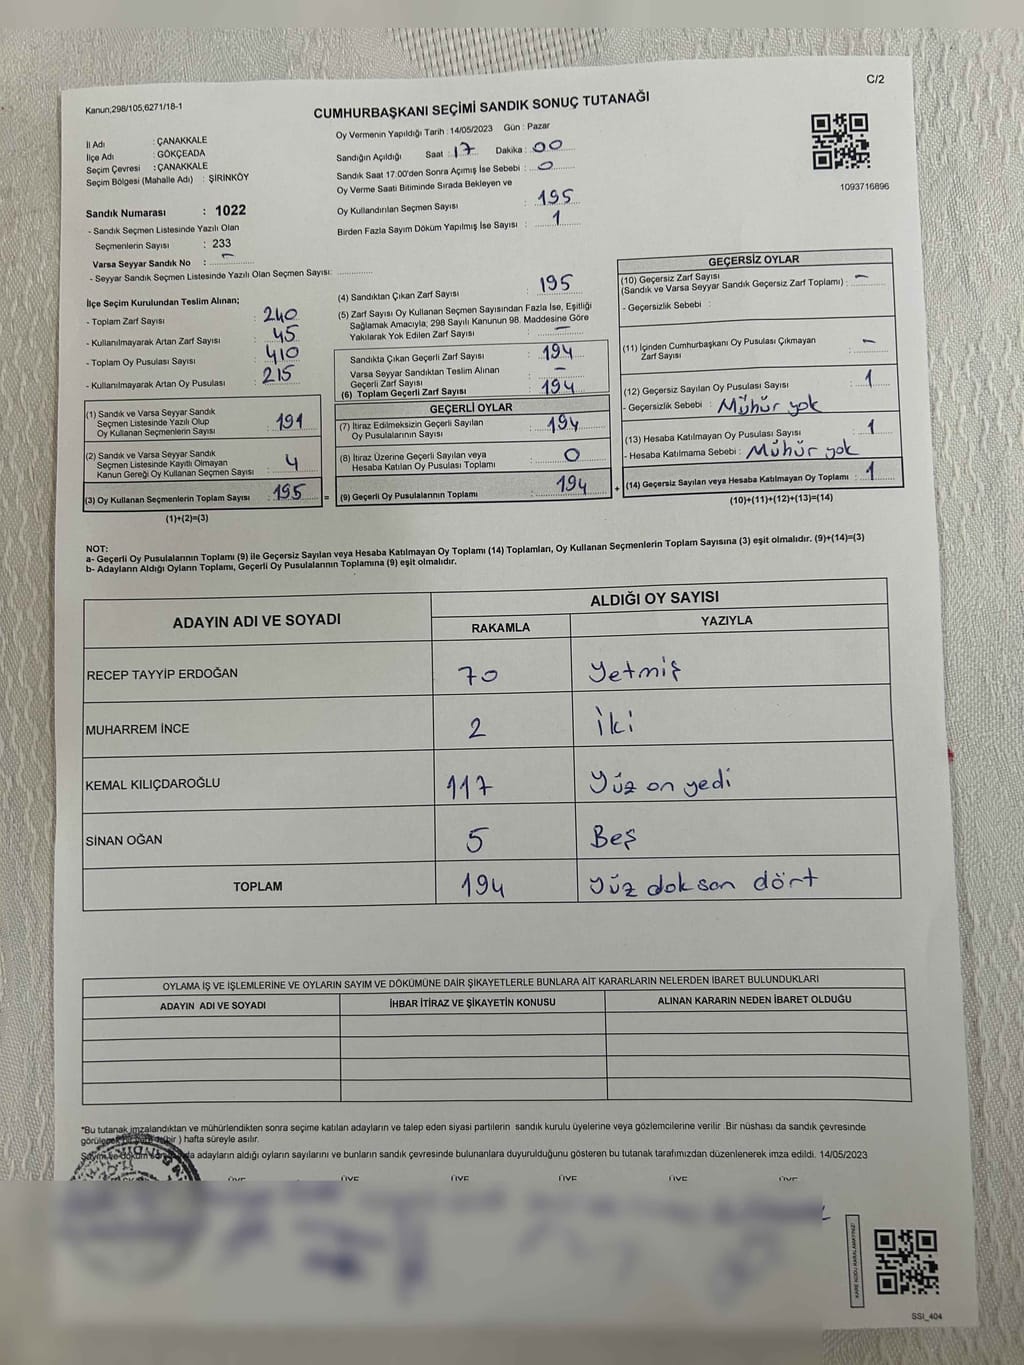 C/2
Kanun;298/105,6271/18-1
CUMHURBAŞKANI SEÇİMİ SANDIK SONUÇ TUTANAĞI
İl Adı : ÇANAKKALE
İlçe Adı : GÖKÇEADA
Seçim Çevresi : ÇANAKKALE
Seçim Bölgesi (Mahalle Adı) : ŞİRİNKÖY
Oy Vermenin Yapıldığı Tarih : 14/05/2023 Gün : Pazar
Sandığın Açıldığı Saat : 17 Dakika : 00
Sandık Saat 17.00'den Sonra Açımış İse Sebebi : 0
Oy Verme Saati Bitiminde Sırada Bekleyen ve
Oy Kullandırılan Seçmen Sayısı : 195
Birden Fazla Sayım Döküm Yapılmış İse Sayısı : 1
1093716896
Sandık Numarası : 1022
- Sandık Seçmen Listesinde Yazılı Olan
Seçmenlerin Sayısı : 233
Varsa Seyyar Sandık No : -
- Seyyar Sandık Seçmen Listesinde Yazılı Olan Seçmen Sayısı:
İlçe Seçim Kurulundan Teslim Alınan;
- Toplam Zarf Sayısı : 240
- Kullanılmayarak Artan Zarf Sayısı : 45
- Toplam Oy Pusulası Sayısı : 410
- Kullanılmayarak Artan Oy Pusulası : 215
(1) Sandık ve Varsa Seyyar Sandık
Seçmen Listesinde Yazılı Olup
Oy Kullanan Seçmenlerin Sayısı : 191
(2) Sandık ve Varsa Seyyar Sandık
Seçmen Listesinde Kayıtlı Olmayan
Kanun Gereği Oy Kullanan Seçmen Sayısı : 4
(3) Oy Kullanan Seçmenlerin Toplam Sayısı : 195 =
(1)+(2)=(3)
(4) Sandıktan Çıkan Zarf Sayısı : 195
(5) Zarf Sayısı Oy Kullanan Seçmen Sayısından Fazla İse, Eşitliği
Sağlamak Amacıyla; 298 Sayılı Kanunun 98. Maddesine Göre
Yakılarak Yok Edilen Zarf Sayısı : -
Sandıkta Çıkan Geçerli Zarf Sayısı : 194
Varsa Seyyar Sandıktan Teslim Alınan
Geçerli Zarf Sayısı : -
(6) Toplam Geçerli Zarf Sayısı : 194
GEÇERLİ OYLAR
(7) İtiraz Edilmeksizin Geçerli Sayılan
Oy Pusulalarının Sayısı : 194
(8) İtiraz Üzerine Geçerli Sayılan veya
Hesaba Katılan Oy Pusulası Toplamı : 0
(9) Geçerli Oy Pusulalarının Toplamı : 194 +
GEÇERSİZ OYLAR
(10) Geçersiz Zarf Sayısı
(Sandık ve Varsa Seyyar Sandık Geçersiz Zarf Toplamı) : -
- Geçersizlik Sebebi :
(11) İçinden Cumhurbaşkanı Oy Pusulası Çıkmayan
Zarf Sayısı : -
(12) Geçersiz Sayılan Oy Pusulası Sayısı : 1
- Geçersizlik Sebebi : Mühür yok
(13) Hesaba Katılmayan Oy Pusulası Sayısı : 1
- Hesaba Katılmama Sebebi : Mühür yok
(14) Geçersiz Sayılan veya Hesaba Katılmayan Oy Toplamı : 1
(10)+(11)+(12)+(13)=(14)
NOT:
a- Geçerli Oy Pusulalarının Toplamı (9) ile Geçersiz Sayılan veya Hesaba Katılmayan Oy Toplamı (14) Toplamları, Oy Kullanan Seçmenlerin Toplam Sayısına (3) eşit olmalıdır. (9)+(14)=(3)
b- Adayların Aldığı Oyların Toplamı, Geçerli Oy Pusulalarının Toplamına (9) eşit olmalıdır.
ADAYIN ADI VE SOYADI
ALDIĞI OY SAYISI
RAKAMLA YAZIYLA
RECEP TAYYİP ERDOĞAN 70 Yetmiş
MUHARREM İNCE 2 İki
KEMAL KILIÇDAROĞLU 117 Yüz on yedi
SİNAN OĞAN 5 Beş
TOPLAM 194 Yüz doksan dört
OYLAMA İŞ VE İŞLEMLERİNE VE OYLARIN SAYIM VE DÖKÜMÜNE DAİR ŞİKAYETLERLE BUNLARA AİT KARARLARIN NELERDEN İBARET BULUNDUKLARI
ADAYIN ADI VE SOYADI İHBAR İTİRAZ VE ŞİKAYETİN KONUSU ALINAN KARARIN NEDEN İBARET OLDUĞU
*Bu tutanak imzalandıktan ve mühürlendikten sonra seçime katılan adayların ve talep eden siyasi partilerin sandık kurulu üyelerine veya gözlemcilerine verilir Bir nüshası da sandık çevresinde
görülecek bir yere (bir) hafta süreyle asılır.
adayların aldığı oyların sayılarını ve bunların sandık çevresinde bulunanlara duyurulduğunu gösteren bu tutanak tarafımızdan düzenlenerek imza edildi. 14/05/2023
ÜYE ÜYE ÜYE ÜYE ÜYE ÜYE
KARE KODU KARALAMAYINIZ!
SSI_404